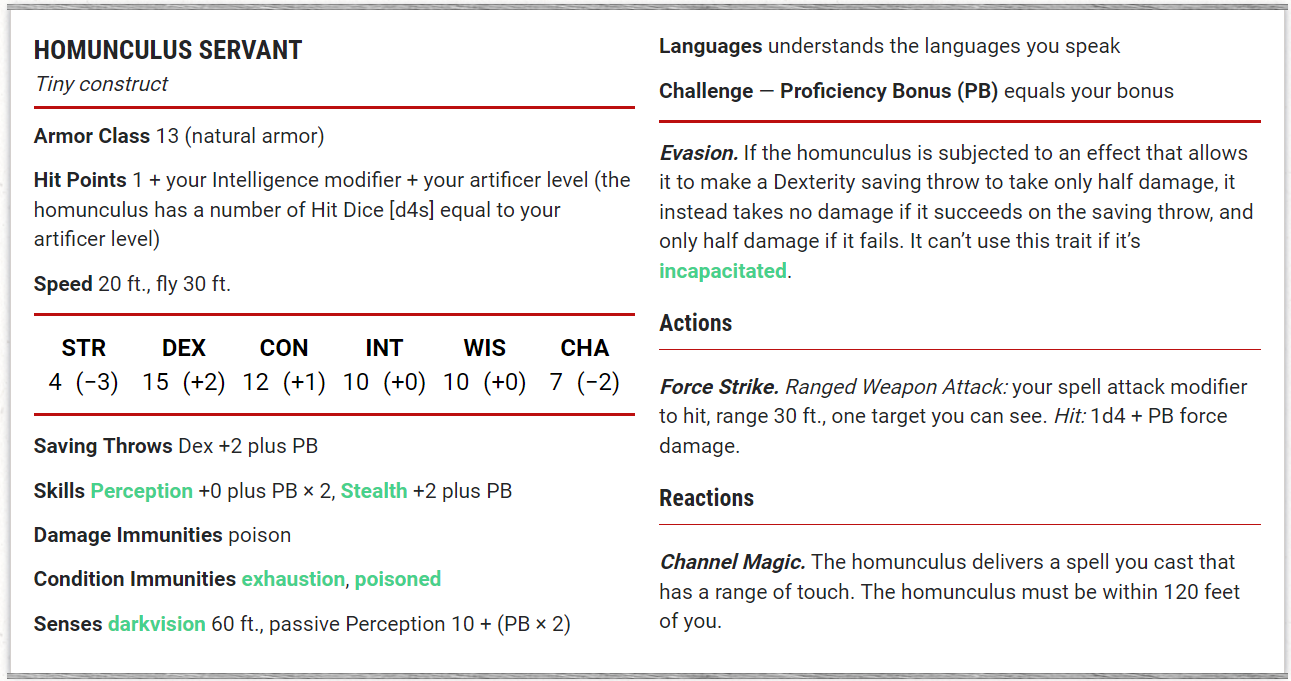 HOMUNCULUS SERVANT
Tiny construct
Armor Class 13 (natural armor)
Hit Points 1 + your Intelligence modifier + your artificer level (the
homunculus has a number of Hit Dice [d4s] equal to your
artificer level)
Speed 20 ft., fly 30 ft.
STR DEX CON INT WIS CHA
4 (−3) 15 (+2) 12 (+1) 10 (+0) 10 (+0) 7 (−2)
Saving Throws Dex +2 plus PB
Skills Perception +0 plus PB × 2, Stealth +2 plus PB
Damage Immunities poison
Condition Immunities exhaustion, poisoned
Senses darkvision 60 ft., passive Perception 10 + (PB × 2)
Languages understands the languages you speak
Challenge — Proficiency Bonus (PB) equals your bonus
Evasion. If the homunculus is subjected to an effect that allows
it to make a Dexterity saving throw to take only half damage, it
instead takes no damage if it succeeds on the saving throw, and
only half damage if it fails. It can’t use this trait if it’s
incapacitated.
Actions
Force Strike. Ranged Weapon Attack: your spell attack modifier
to hit, range 30 ft., one target you can see. Hit: 1d4 + PB force
damage.
Reactions
Channel Magic. The homunculus delivers a spell you cast that
has a range of touch. The homunculus must be within 120 feet
of you.